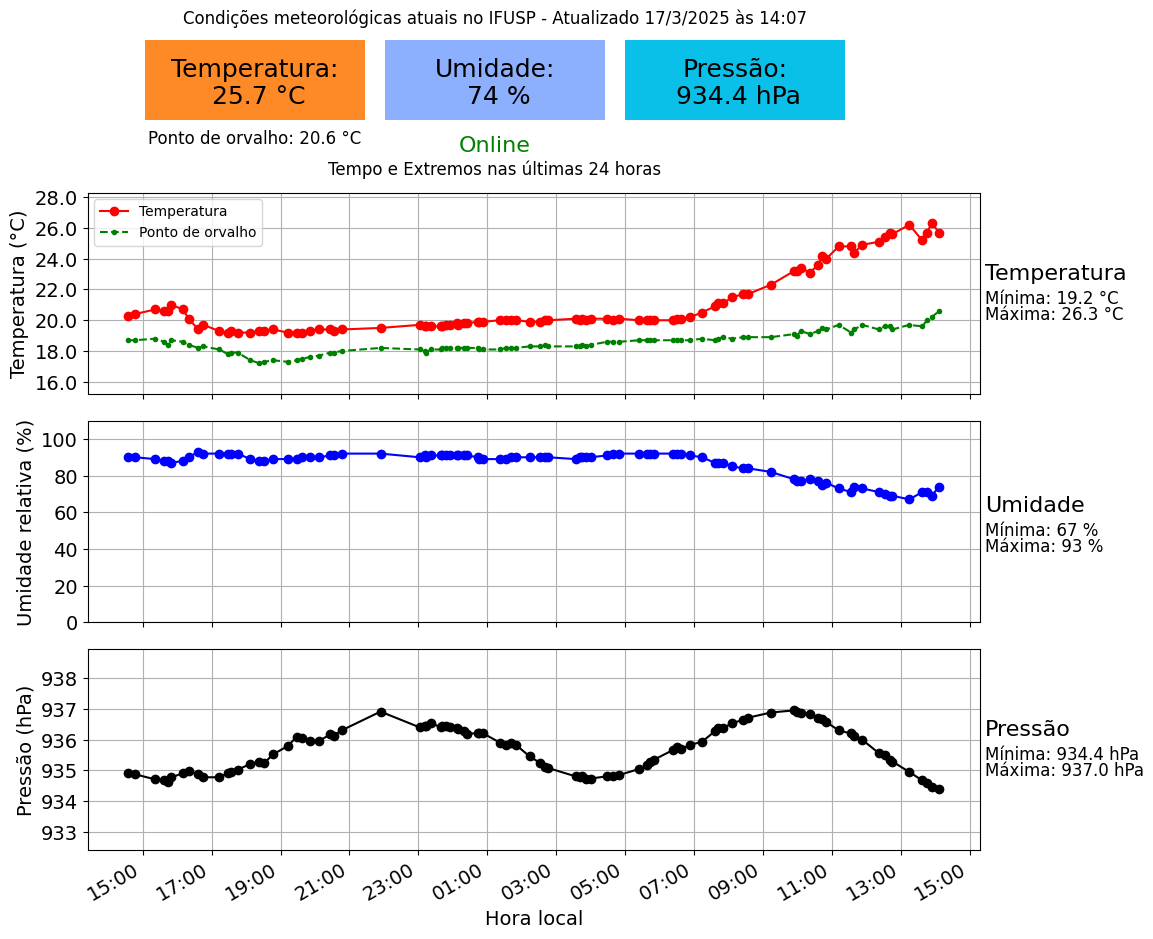 Condições meteorológicas atuais no IFUSP - Atualizado 17/3/2025 às 14:07
Temperatura:
25.7 °C
Umidade:
74 %
Pressão:
934.4 hPa
Ponto de orvalho: 20.6 °C
Online
Tempo e Extremos nas últimas 24 horas
Temperatura (°C)
28.0
26.0
24.0
22.0
20.0
18.0
16.0
Temperatura
Ponto de orvalho
Temperatura
Mínima: 19.2 °C
Máxima: 26.3 °C
Umidade relativa (%)
100
80
60
40
20
0
Umidade
Mínima: 67 %
Máxima: 93 %
Pressão (hPa)
938
937
936
935
934
933
Pressão
Mínima: 934.4 hPa
Máxima: 937.0 hPa
15:00 17:00 19:00 21:00 23:00 01:00 03:00 05:00 07:00 09:00 11:00 13:00 15:00
Hora local